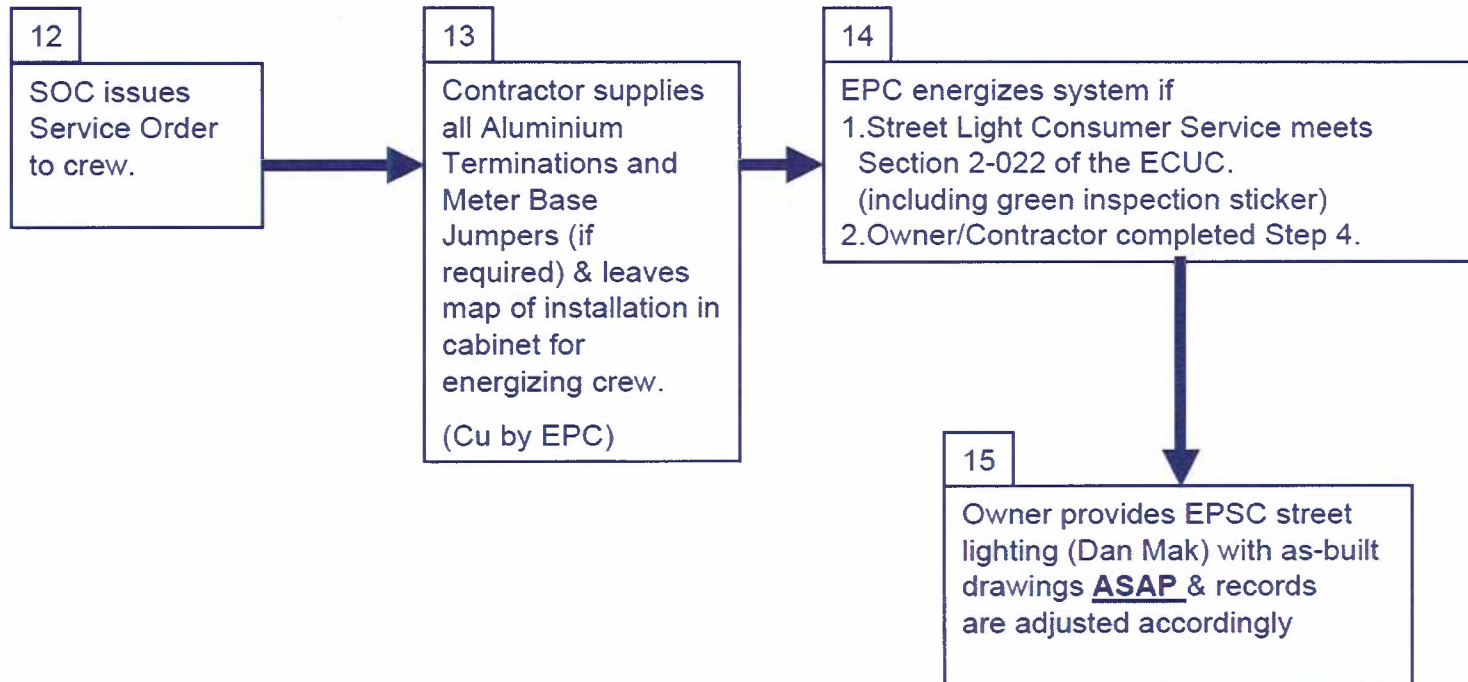 12
SOC issues
Service Order
to crew.
13
Contractor supplies
all Aluminium
Terminations and
Meter Base
Jumpers (if
required) & leaves
map of installation in
cabinet for
energizing crew.
(Cu by EPC)
14
EPC energizes system if
1.Street Light Consumer Service meets
Section 2-022 of the ECUC.
(including green inspection sticker)
2.Owner/Contractor completed Step 4.
15
Owner provides EPSC street
lighting (Dan Mak) with as-built
drawings ASAP & records
are adjusted accordingly